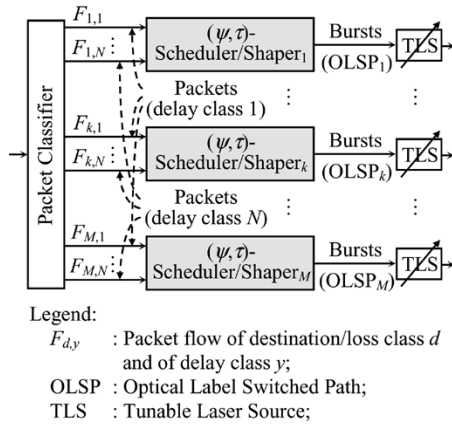 F1,1
(ψ,τ)-
Scheduler/Shaper1
Bursts
(OLSP1)
TLS
F1,N
Packets
(delay class 1)
Packet Classifier
Fk,1
(ψ,τ)-
Scheduler/Shaperk
Bursts
(OLSPk)
TLS
Fk,N
Packets
(delay class N)
FM,1
(ψ,τ)-
Scheduler/ShaperM
Bursts
(OLSPM)
TLS
FM,N
Legend:
Fd,y : Packet flow of destination/loss class d
and of delay class y;
OLSP : Optical Label Switched Path;
TLS : Tunable Laser Source;